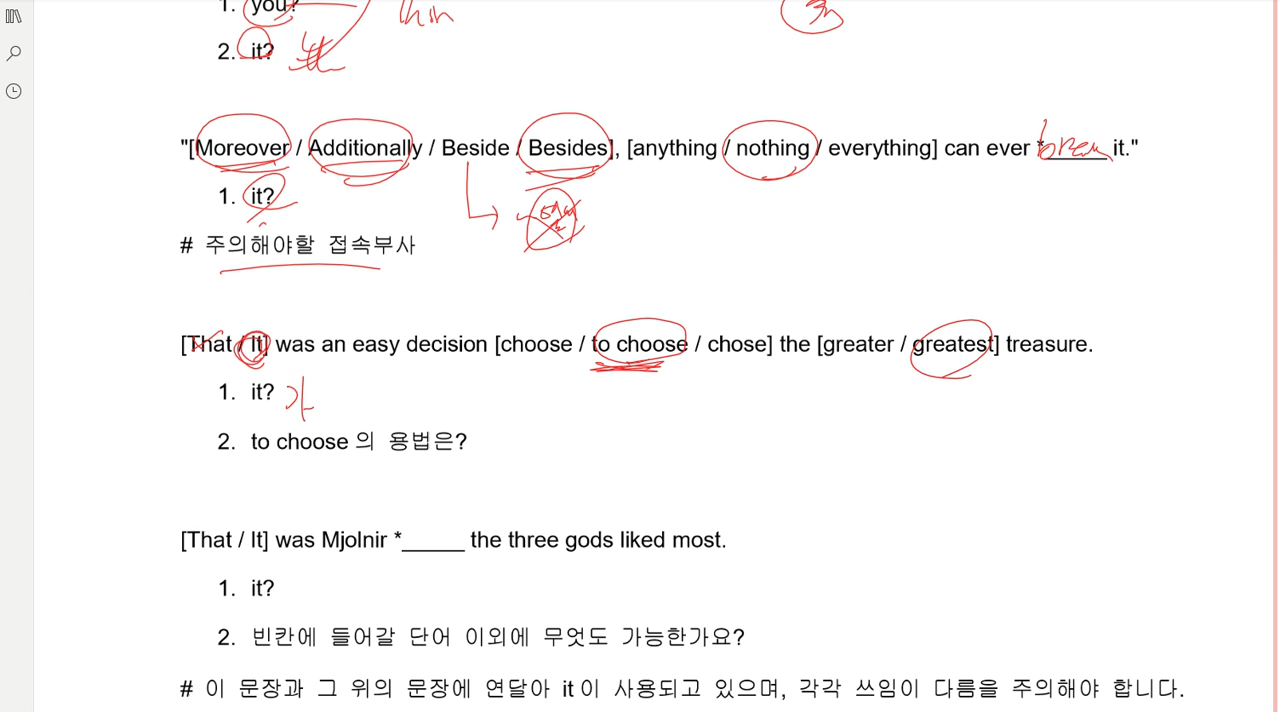 1. you?
thin
2. it?
"[Moreover / Additionally / Beside / Besides], [anything / nothing / everything] can ever *break it."
1. it?
# 주의해야할 접속부사
[That / It] was an easy decision [choose / to choose / chose] the [greater / greatest] treasure.
1. it? 가
2. to choose 의 용법은?
[That / It] was Mjolnir *_____ the three gods liked most.
1. it?
2. 빈칸에 들어갈 단어 이외에 무엇도 가능한가요?
# 이 문장과 그 위의 문장에 연달아 it 이 사용되고 있으며, 각각 쓰임이 다름을 주의해야 합니다.